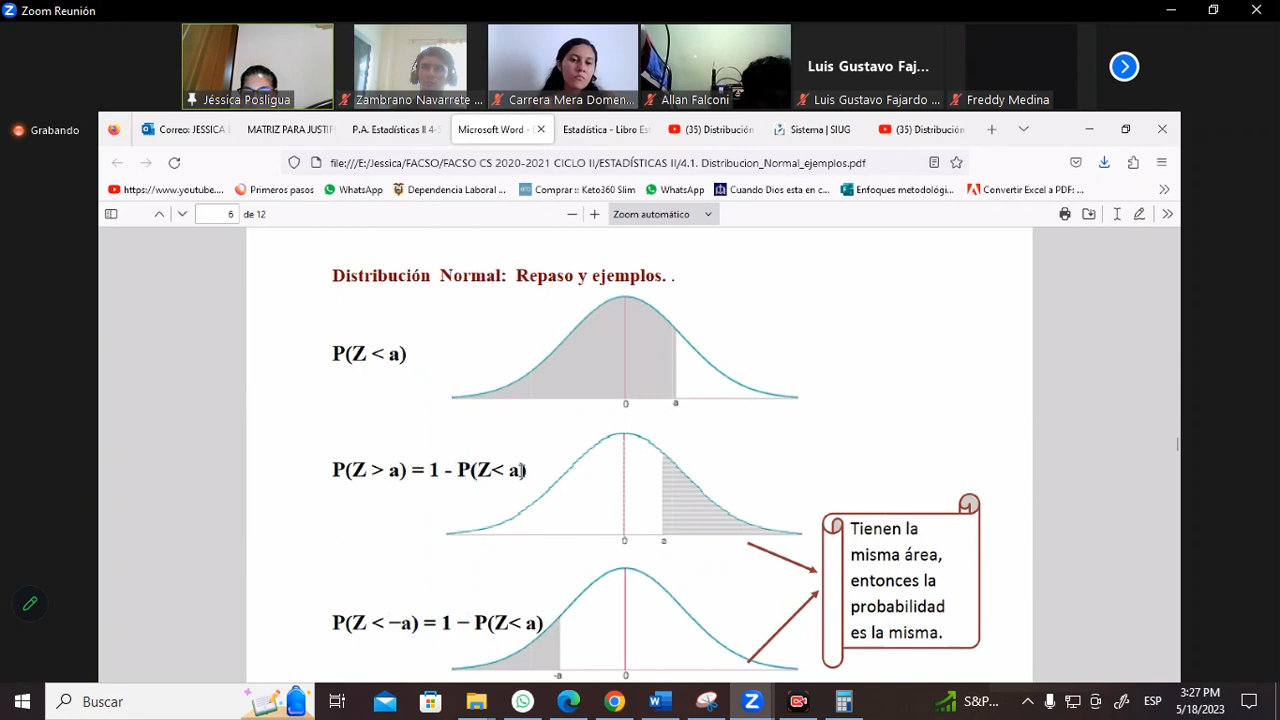 Zoom Reunión
Jéssica Posligua
Zambrano Navarrete ...
Carrera Mera Domen...
Allan Falconi
Luis Gustavo Faj...
Luis Gustavo Fajardo ...
Freddy Medina
Grabando
Correo: JESSICA
MATRIZ PARA JUSTIF
P.A. Estadísticas II 4-
Microsoft Word -
Estadística - Libro Est
(35) Distribución
Sistema | SIUG
(35) Distribución
file:///E:/Jessica/FACSO/FACSO CS 2020-2021 CICLO II/ESTADÍSTICAS II/4.1. Distribucion_Normal_ejemplos.pdf
https://www.youtube....
Primeros pasos
WhatsApp
Dependencia Laboral ...
Comprar :: Keto360 Slim
WhatsApp
Cuando Dios esta en c...
Enfoques metodológi...
Convertir Excel a PDF: ...
6 de 12
Zoom automático
Distribución Normal: Repaso y ejemplos. .
P(Z < a)
0 a
P(Z > a) = 1 - P(Z< a)
0 a
Tienen la
misma área,
entonces la
probabilidad
es la misma.
P(Z < −a) = 1 − P(Z< a)
-a 0
Buscar
S&P...
ESP
3:27 PM
5/18/2023